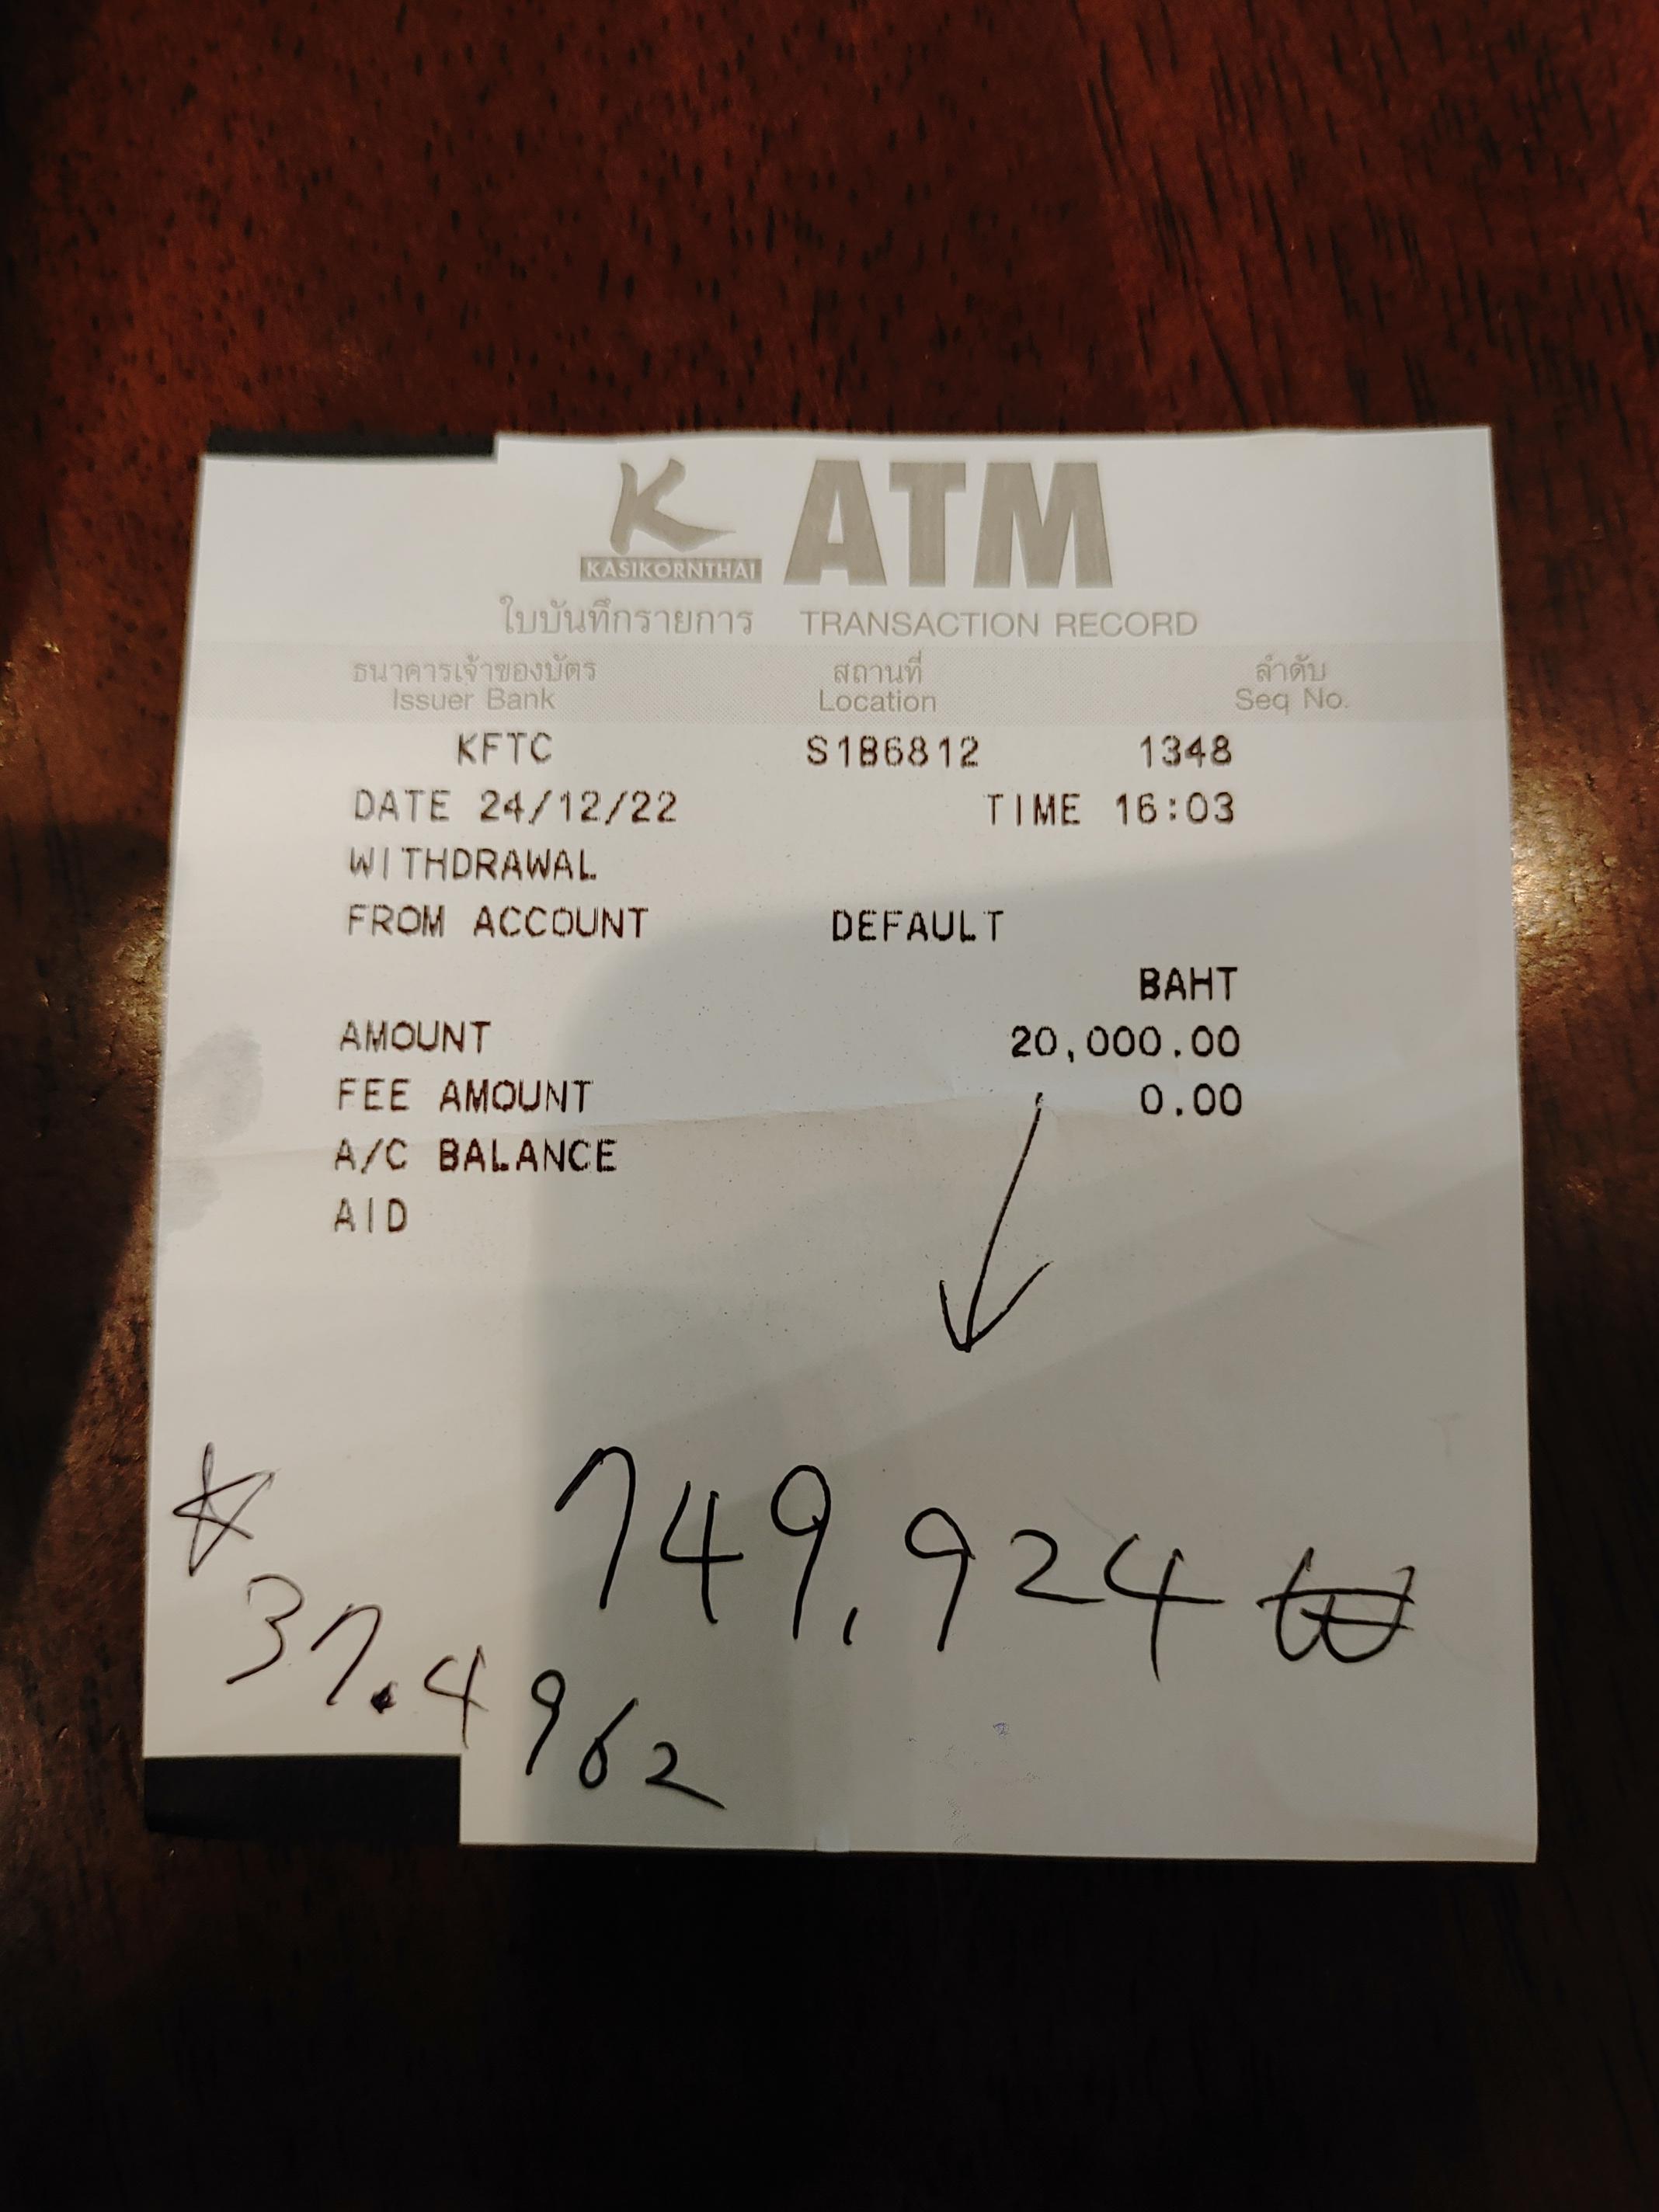 K ATM
KASIKORNTHAI
ใบบันทึกรายการ TRANSACTION RECORD
ธนาคารเจ้าของบัตร สถานที่ ลำดับ
Issuer Bank Location Seq No.
KFTC S1B6812 1348
DATE 24/12/22 TIME 16:03
WITHDRAWAL
FROM ACCOUNT DEFAULT
BAHT
AMOUNT 20,000.00
FEE AMOUNT 0.00
A/C BALANCE
AID
749,924 ₩
37.4962